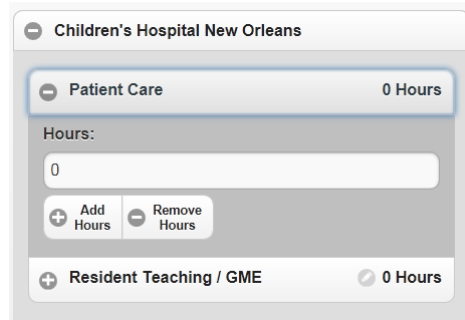 Children's Hospital New Orleans
Patient Care 0 Hours
Hours:
0
Add Hours Remove Hours
Resident Teaching / GME 0 Hours